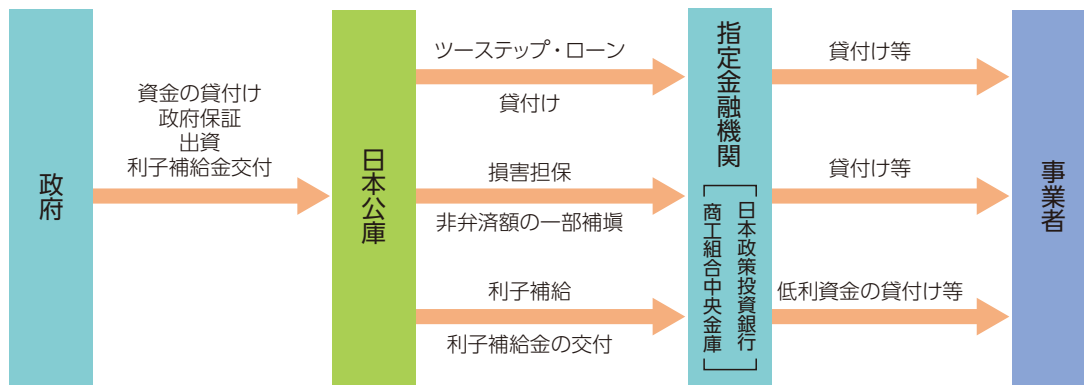 政府
資金の貸付け
政府保証
出資
利子補給金交付
日本公庫
ツーステップ・ローン
貸付け
損害担保
非弁済額の一部補塡
利子補給
利子補給金の交付
指定金融機関
日本政策投資銀行
商工組合中央金庫
貸付け等
貸付け等
低利資金の貸付け等
事業者